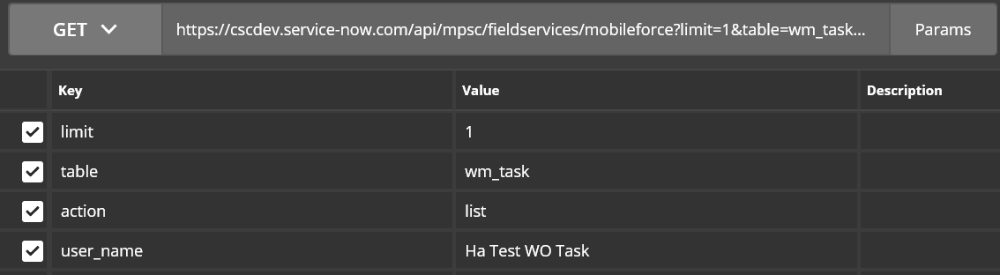 GET https://cscdev.service-now.com/api/mpsc/fieldservices/mobileforce?limit=1&table=wm_task... Params
Key Value Description
limit 1
table wm_task
action list
user_name Ha Test WO Task